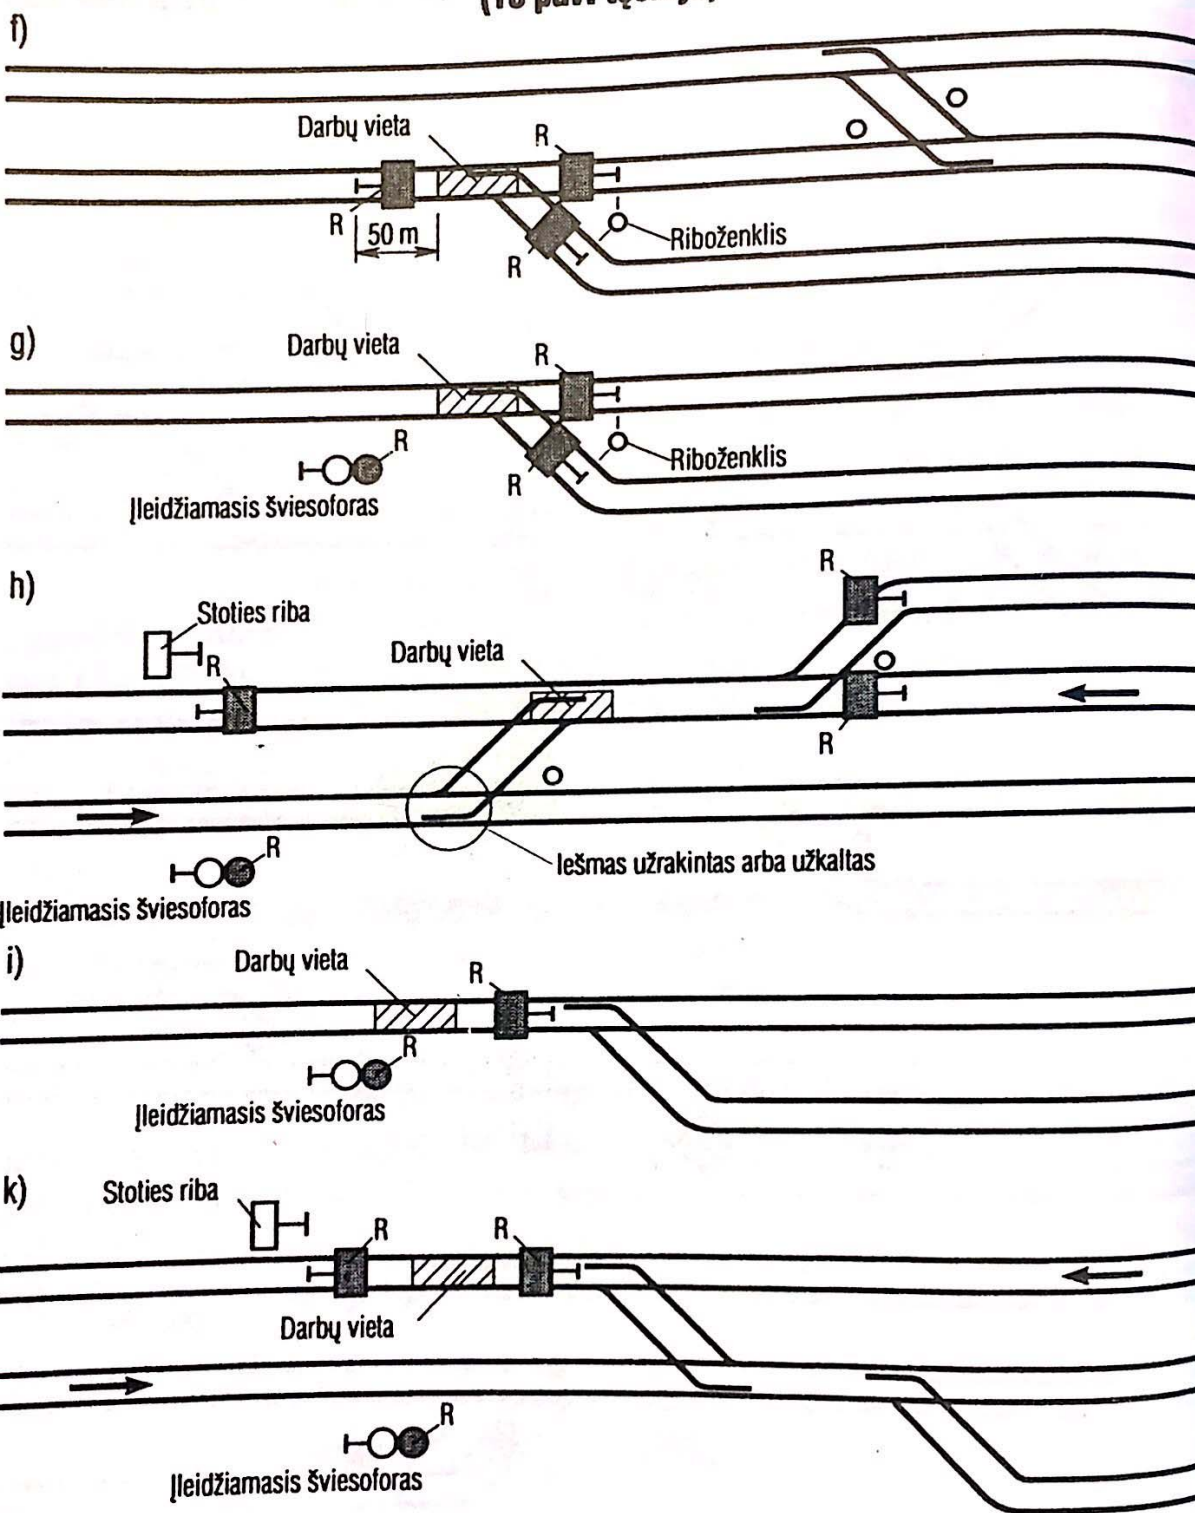 f)
Darbų vieta
R
R
50 m
R
Riboženklis
g)
Darbų vieta
R
R
R
Riboženklis
Įleidžiamasis šviesoforas
h)
R
Stoties riba
R
Darbų vieta
R
R
Iešmas užrakintas arba užkaltas
Įleidžiamasis šviesoforas
i)
Darbų vieta
R
R
Įleidžiamasis šviesoforas
k)
Stoties riba
R
R
Darbų vieta
R
Įleidžiamasis šviesoforas